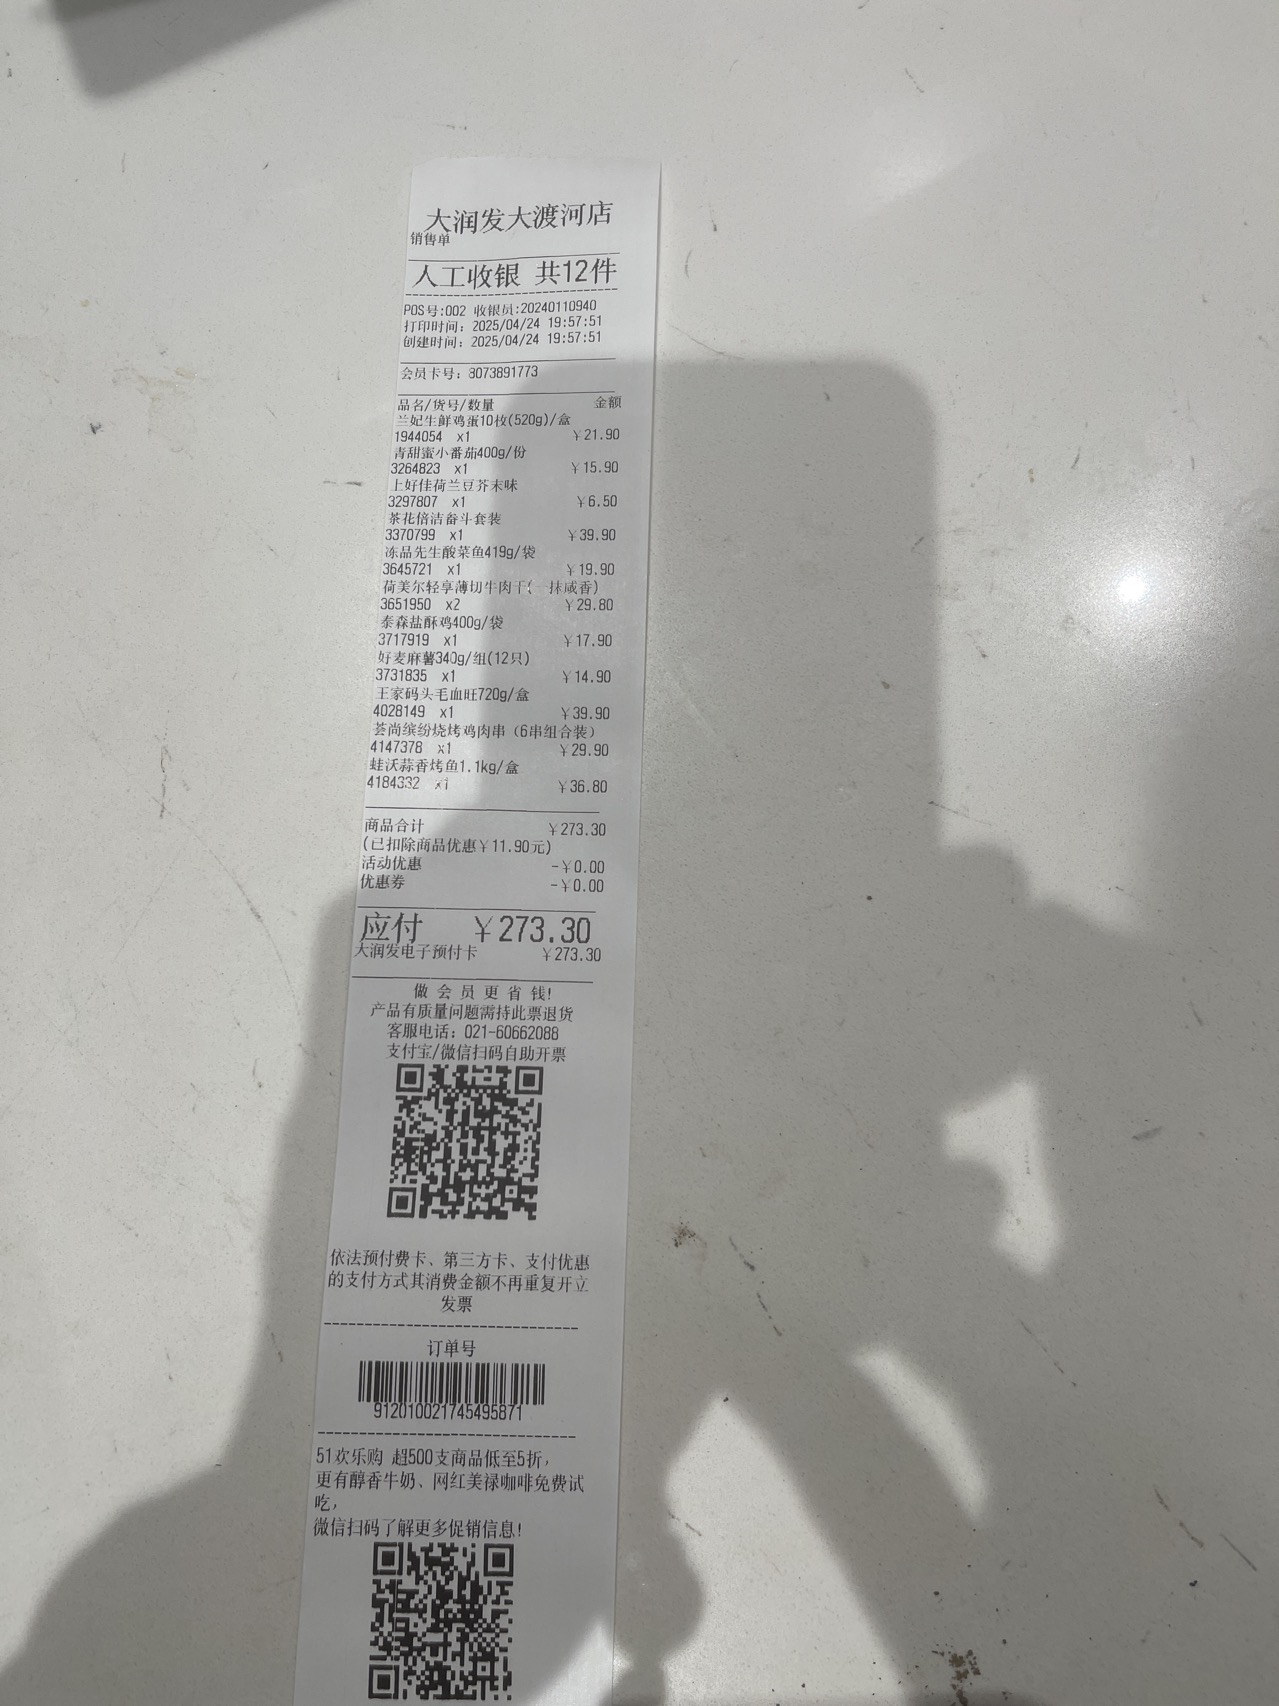 大润发大渡河店
销售单
人工收银 共12件
POS号:002 收银员:20240110940
打印时间: 2025/04/24 19:57:51
创建时间: 2025/04/24 19:57:51
会员卡号: 8073891773
品名/货号/数量 金额
兰妃生鲜鸡蛋10枚(520g)/盒
1944054 x1 ¥21.90
青甜蜜小番茄400g/份
3264823 x1 ¥15.90
上好佳荷兰豆芥末味
3297807 x1 ¥6.50
茶花倍洁畚斗套装
3370799 x1 ¥39.90
冻品先生酸菜鱼419g/袋
3645721 x1 ¥19.90
荷美尔轻享薄切牛肉干(一抹咸香)
3651950 x2 ¥29.80
泰森盐酥鸡400g/袋
3717919 x1 ¥17.90
好麦麻薯340g/组(12只)
3731835 x1 ¥14.90
王家码头毛血旺720g/盒
4028149 x1 ¥39.90
荟尚缤纷烧烤鸡肉串（6串组合装）
4147378 x1 ¥29.90
蛙沃蒜香烤鱼1.1kg/盒
4184332 x1 ¥36.80
商品合计 ¥273.30
(已扣除商品优惠¥11.90元)
活动优惠 -¥0.00
优惠券 -¥0.00
应付 ¥273.30
大润发电子预付卡 ¥273.30
做会员更省钱!
产品有质量问题需持此票退货
客服电话: 021-60662088
支付宝/微信扫码自助开票
依法预付费卡、第三方卡、支付优惠
的支付方式其消费金额不再重复开立
发票
订单号
912010021745495871
51欢乐购 超500支商品低至5折,
更有醇香牛奶、网红美禄咖啡免费试
吃,
微信扫码了解更多促销信息!